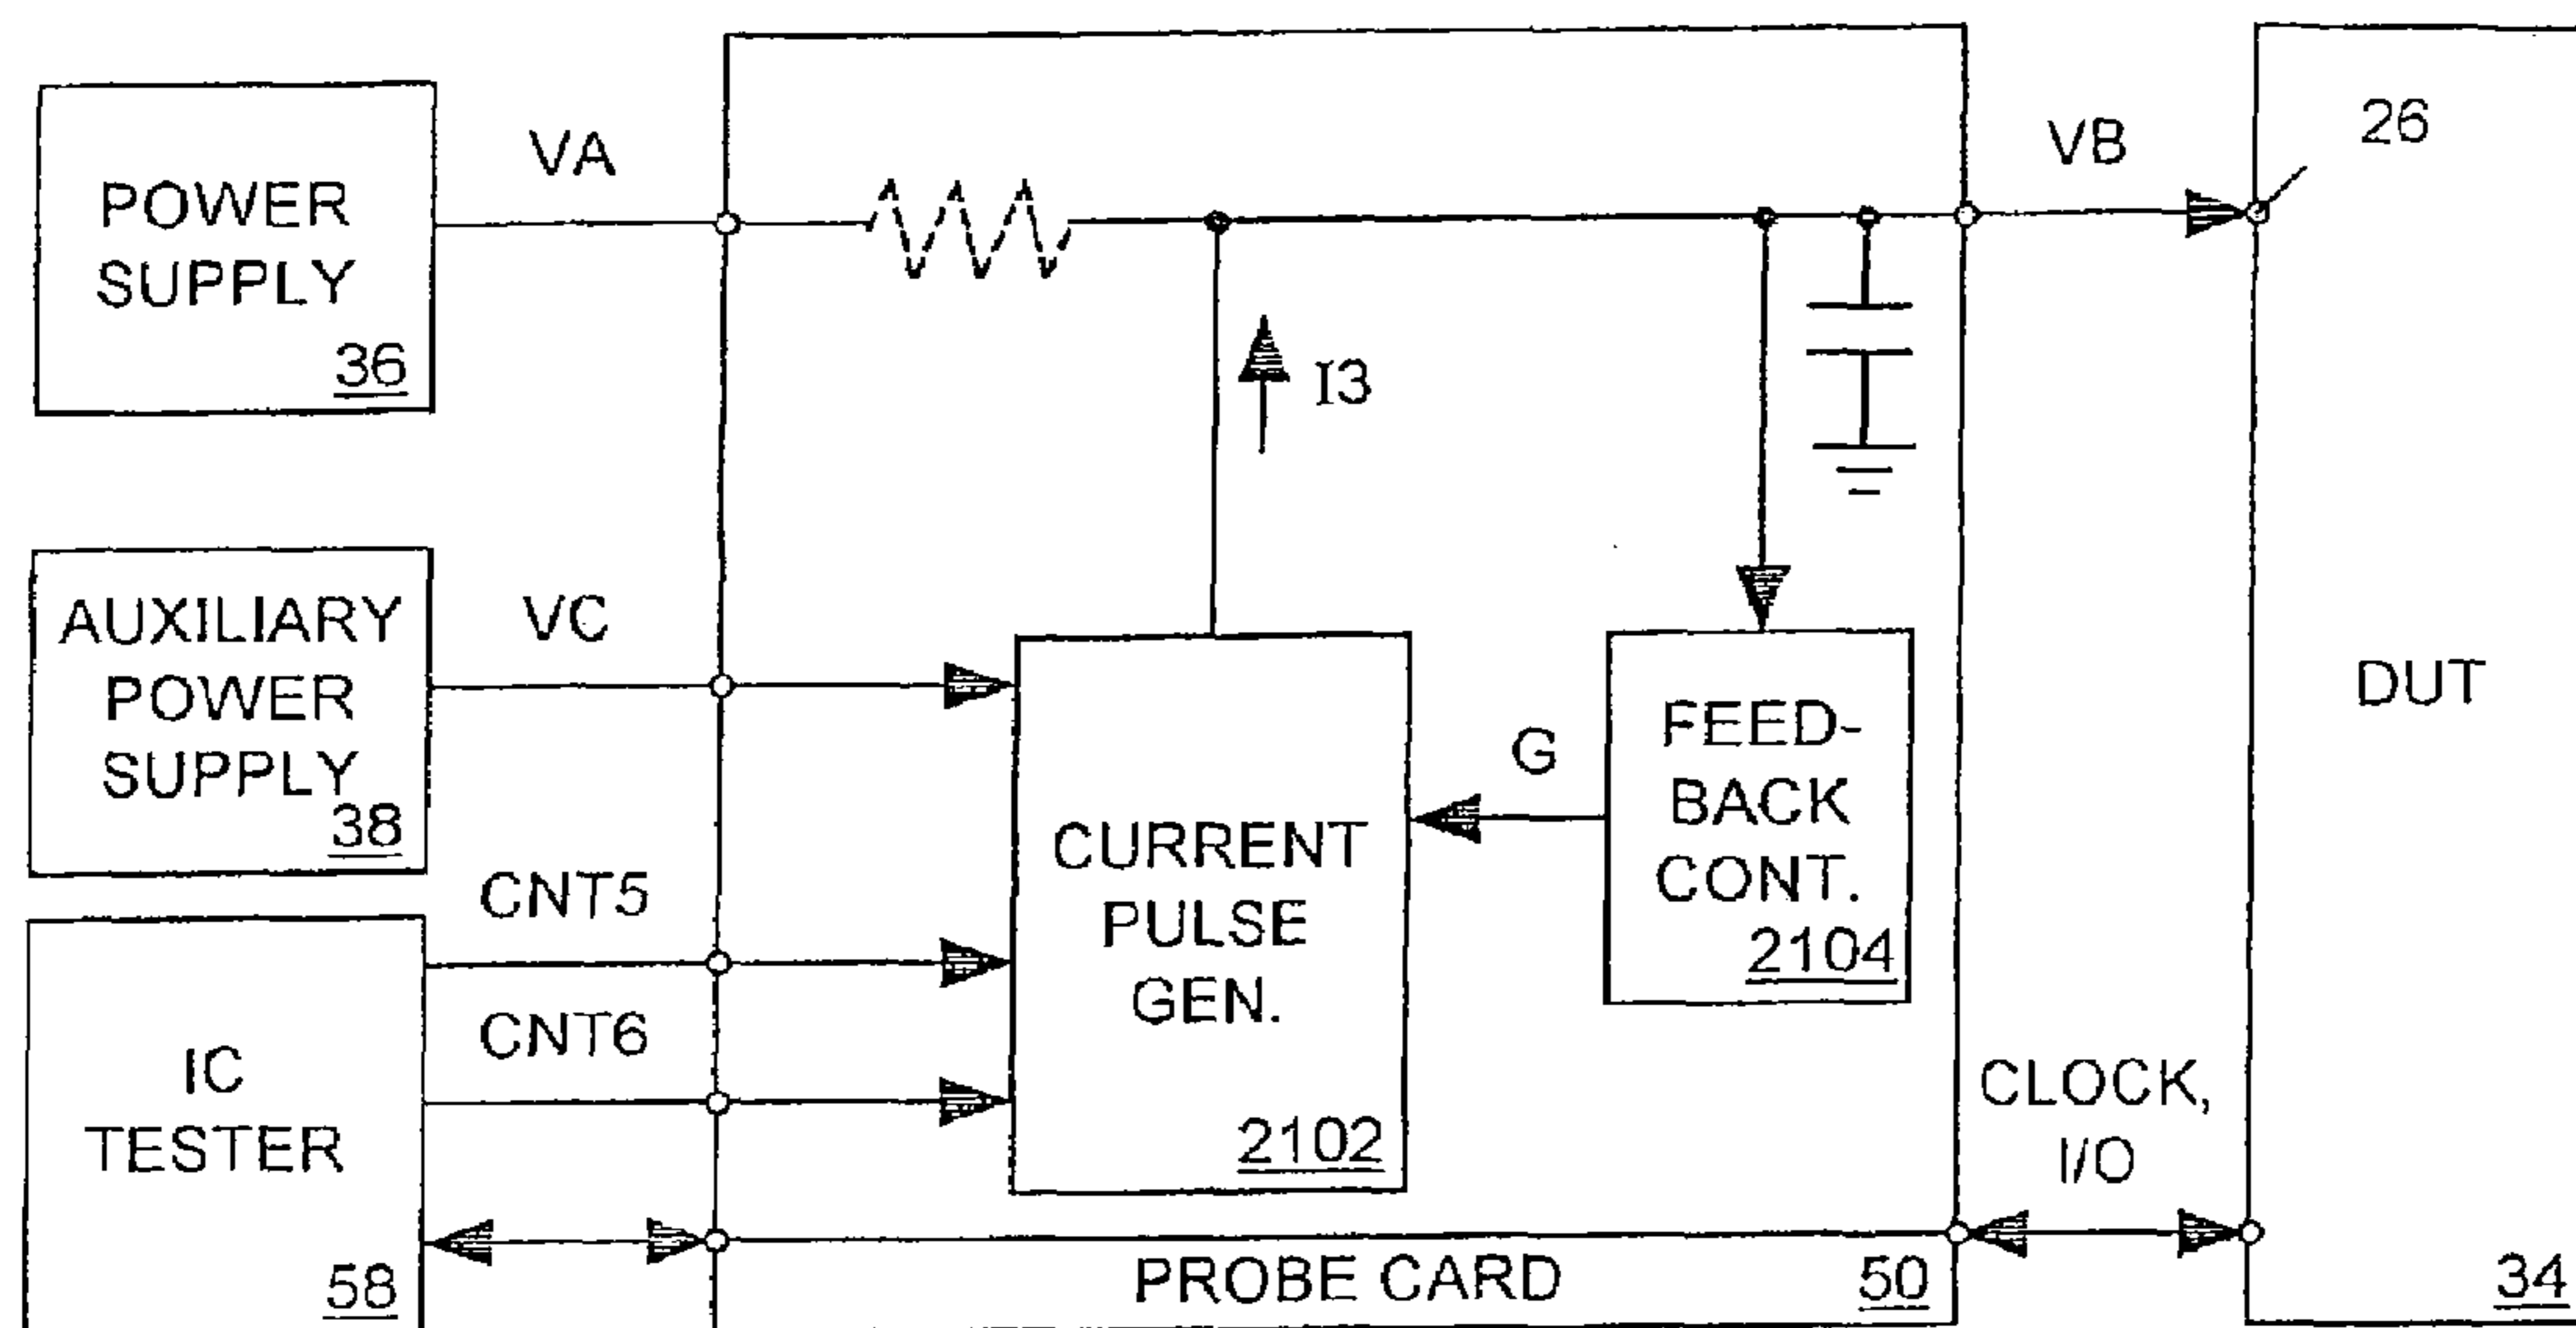 POWER
SUPPLY
36
VA
I3
VB
26
AUXILIARY
POWER
SUPPLY
38
VC
CNT5
CNT6
IC
TESTER
58
CURRENT
PULSE
GEN.
2102
G
FEED-
BACK
CONT.
2104
DUT
34
CLOCK,
I/O
PROBE CARD
50